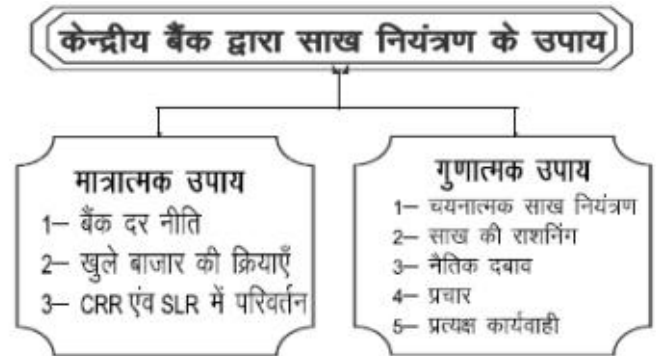 केन्द्रीय बैंक द्वारा साख नियंत्रण के उपाय
मात्रात्मक उपाय
1– बैंक दर नीति
2– खुले बाजार की क्रियाएँ
3– CRR एंव SLR में परिवर्तन
गुणात्मक उपाय
1– चयनात्मक साख नियंत्रण
2– साख की राशनिंग
3– नैतिक दबाव
4– प्रचार
5– प्रत्यक्ष कार्यवाही